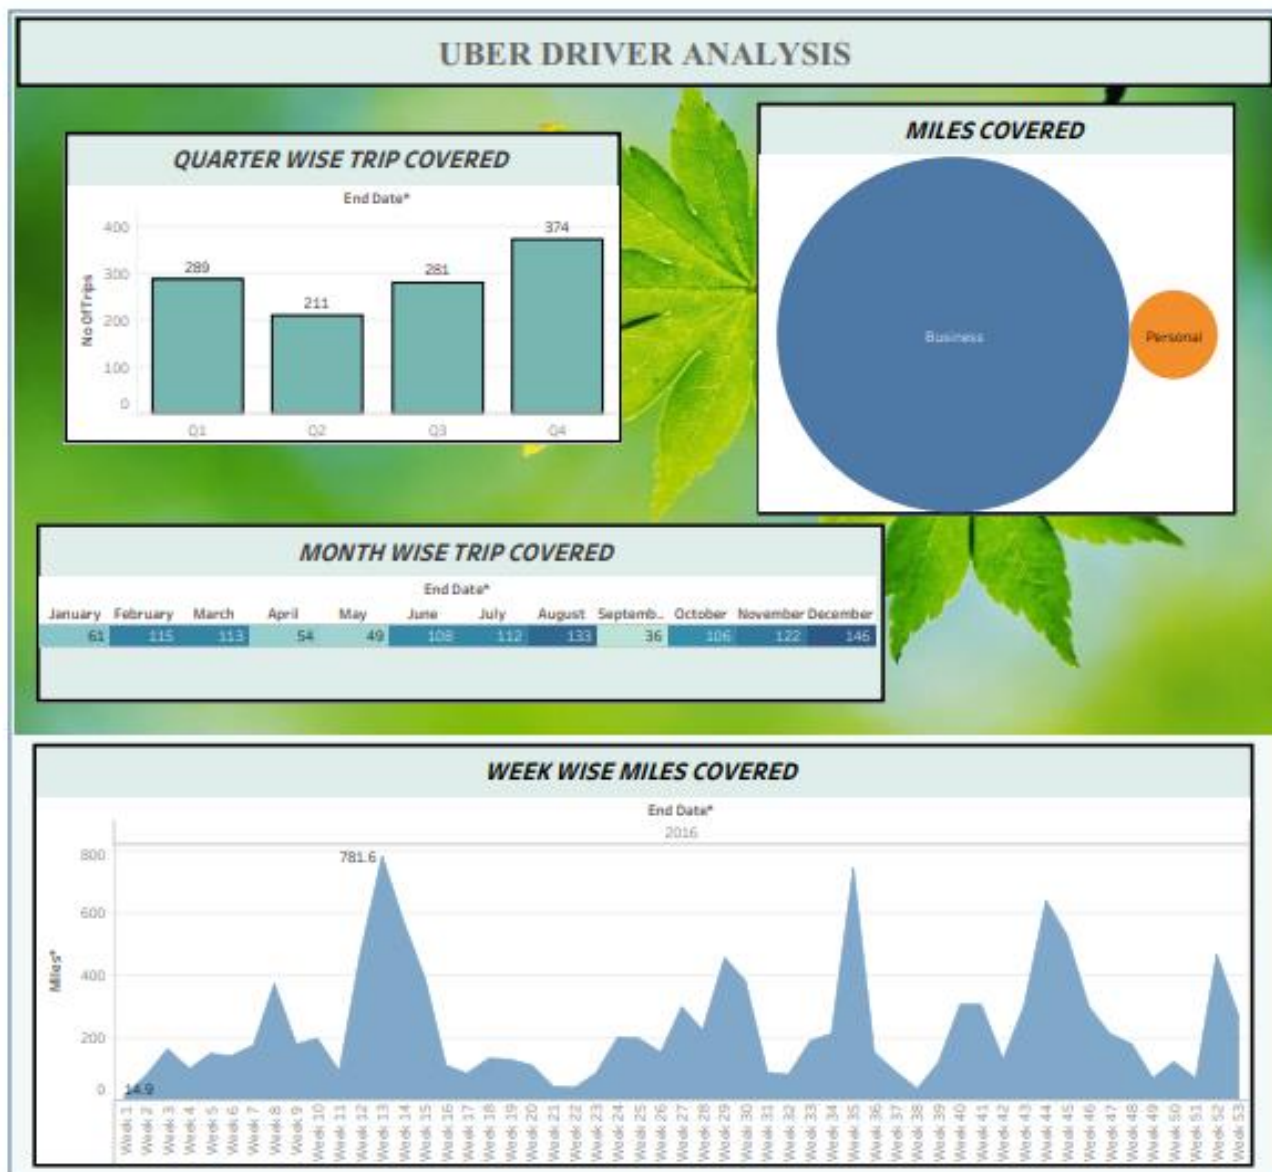 UBER DRIVER ANALYSIS
QUARTER WISE TRIP COVERED
End Date*
No Of Trips
400
300
200
100
0
289
211
281
374
Q1 Q2 Q3 Q4
MILES COVERED
Business
Personal
MONTH WISE TRIP COVERED
End Date*
January February March April May June July August Septemb.. October November December
61 115 113 54 49 108 112 133 36 106 122 146
WEEK WISE MILES COVERED
End Date*
2016
Miles*
800
600
400
200
0
781.6
14.9
Week 1
Week 2
Week 3
Week 4
Week 5
Week 6
Week 7
Week 8
Week 9
Week 10
Week 11
Week 12
Week 13
Week 14
Week 15
Week 16
Week 17
Week 18
Week 19
Week 20
Week 21
Week 22
Week 23
Week 24
Week 25
Week 26
Week 27
Week 28
Week 29
Week 30
Week 31
Week 32
Week 33
Week 34
Week 35
Week 36
Week 37
Week 38
Week 39
Week 40
Week 41
Week 42
Week 43
Week 44
Week 45
Week 46
Week 47
Week 48
Week 49
Week 50
Week 51
Week 52
Week 53